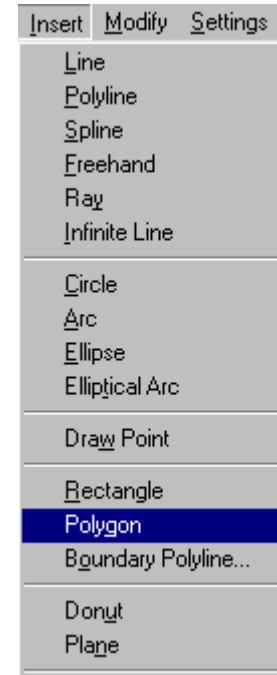 Insert Modify Settings
Line
Polyline
Spline
Freehand
Ray
Infinite Line
Circle
Arc
Ellipse
Elliptical Arc
Draw Point
Rectangle
Polygon
Boundary Polyline...
Donut
Plane